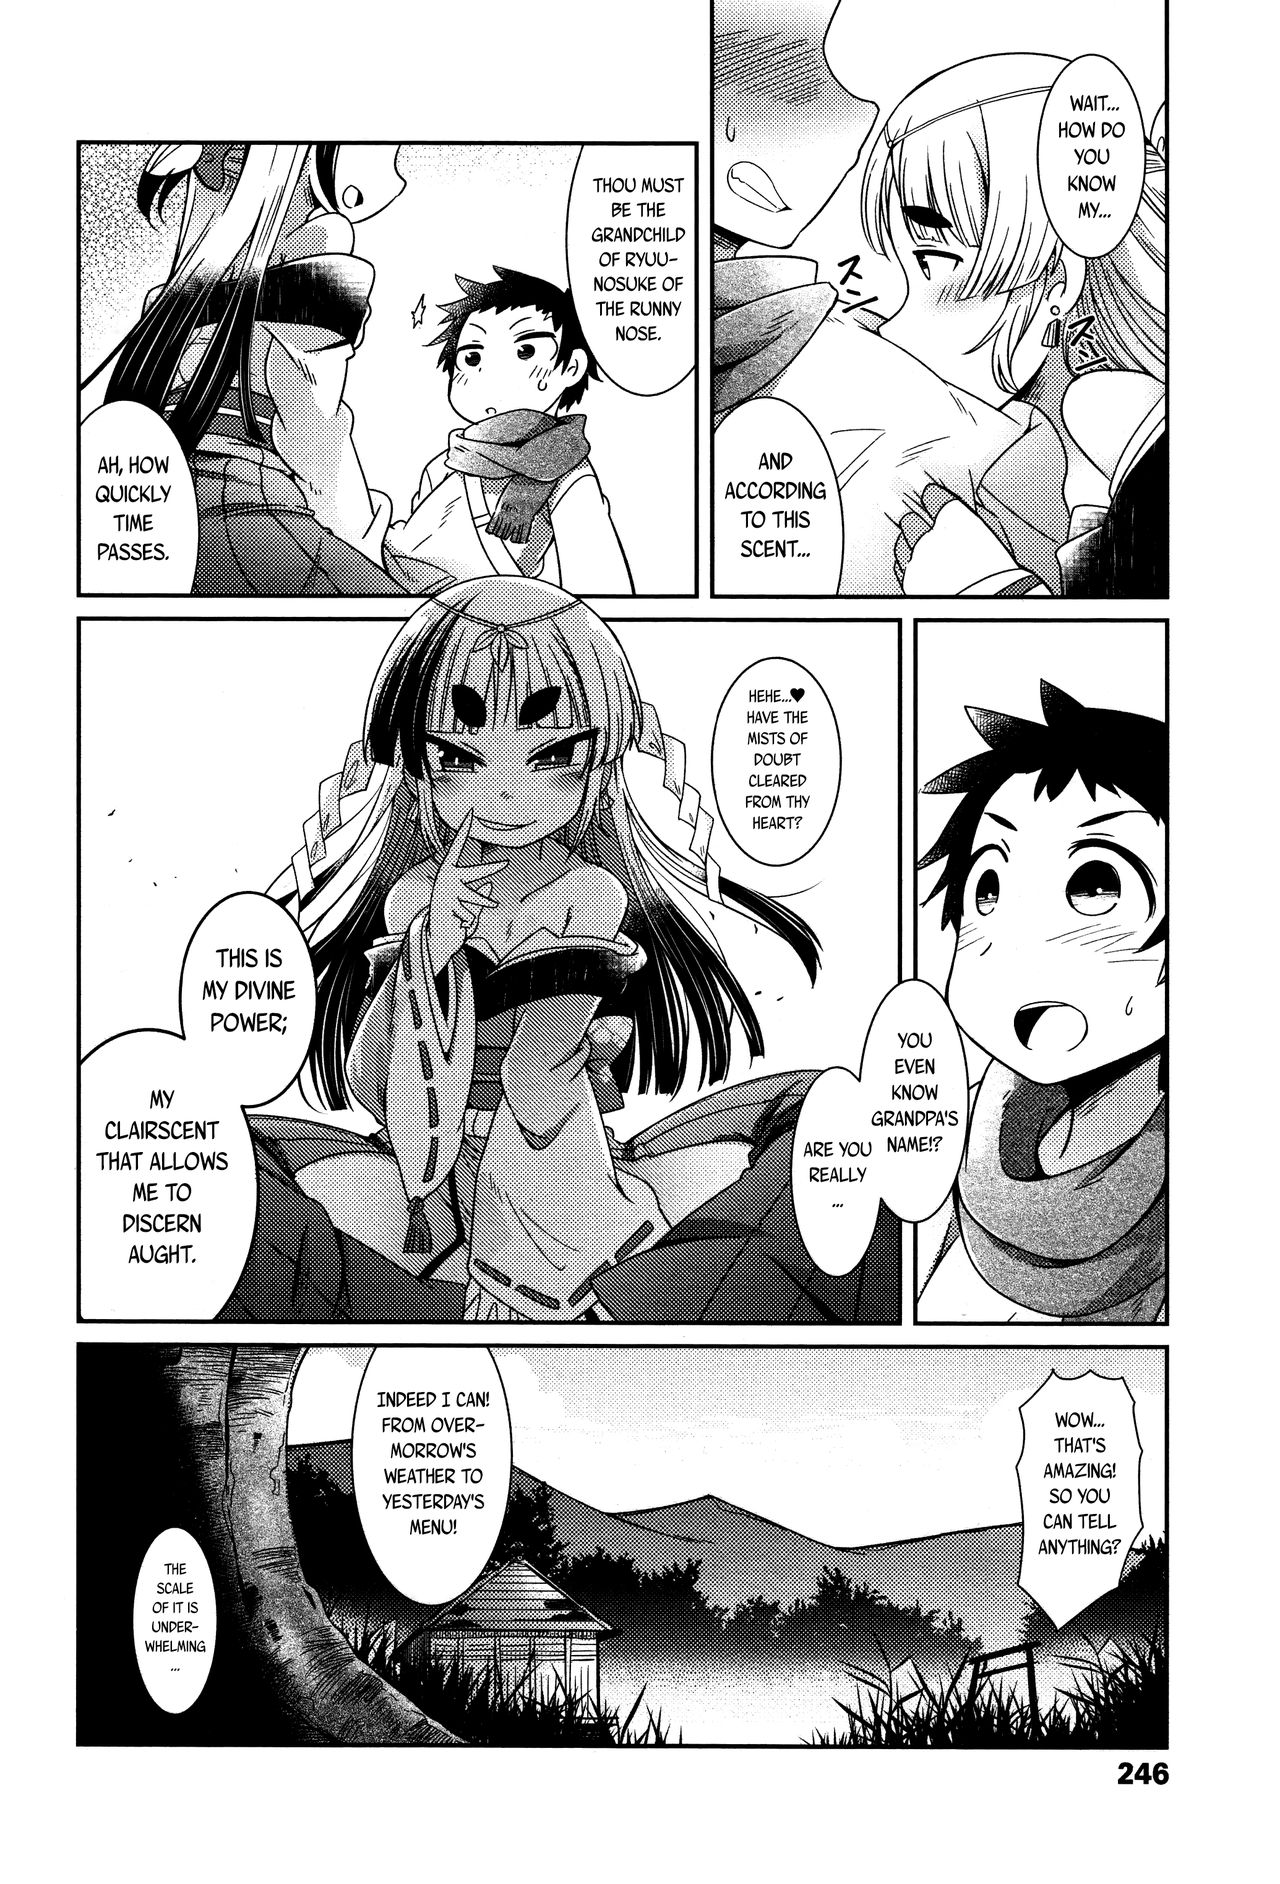 WAIT...
HOW DO
YOU
KNOW
MY...
スン
スン
AND
ACCORDING
TO THIS
SCENT...
THOU MUST
BE THE
GRANDCHILD
OF RYUU-
NOSUKE OF
THE RUNNY
NOSE.
AH, HOW
QUICKLY
TIME
PASSES.
YOU
EVEN
KNOW
GRANDPA'S
NAME!?
ARE YOU
REALLY
...
HEHE...♥
HAVE THE
MISTS OF
DOUBT
CLEARED
FROM THY
HEART?
THIS IS
MY DIVINE
POWER;
MY
CLAIRSCENT
THAT ALLOWS
ME TO
DISCERN
AUGHT.
WOW...
THAT'S
AMAZING!
SO YOU
CAN TELL
ANYTHING?
INDEED I CAN!
FROM OVER-
MORROW'S
WEATHER TO
YESTERDAY'S
MENU!
THE
SCALE
OF IT IS
UNDER-
WHELMING
...
246